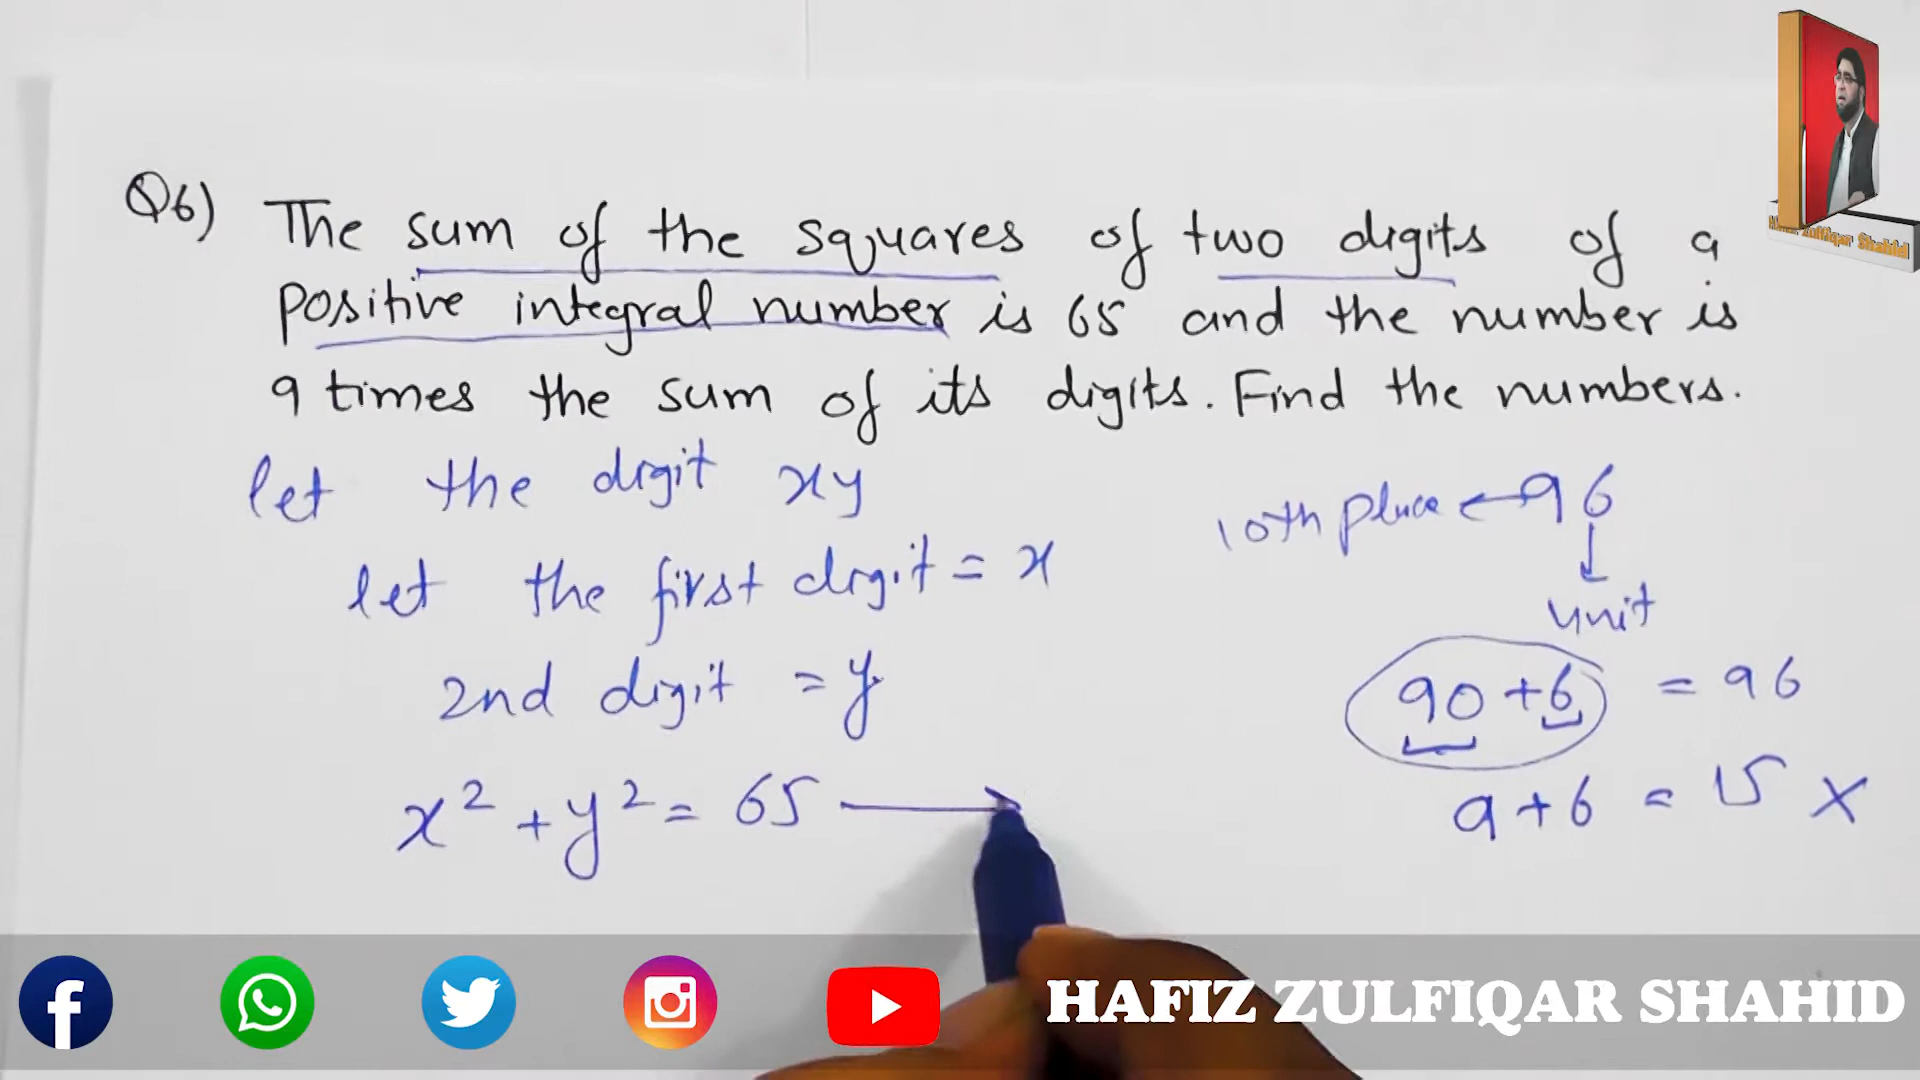 Q6) The sum of the squares of two digits of a
positive integral number is 65 and the number is
9 times the sum of its digits. Find the numbers.
let the digit xy
let the first digit = x
2nd digit = y
x² + y² = 65
10th place ← 96
↓
unit
90 + 6 = 96
9 + 6 = 15 ×
Zulfiqar Shahid
HAFIZ ZULFIQAR SHAHID